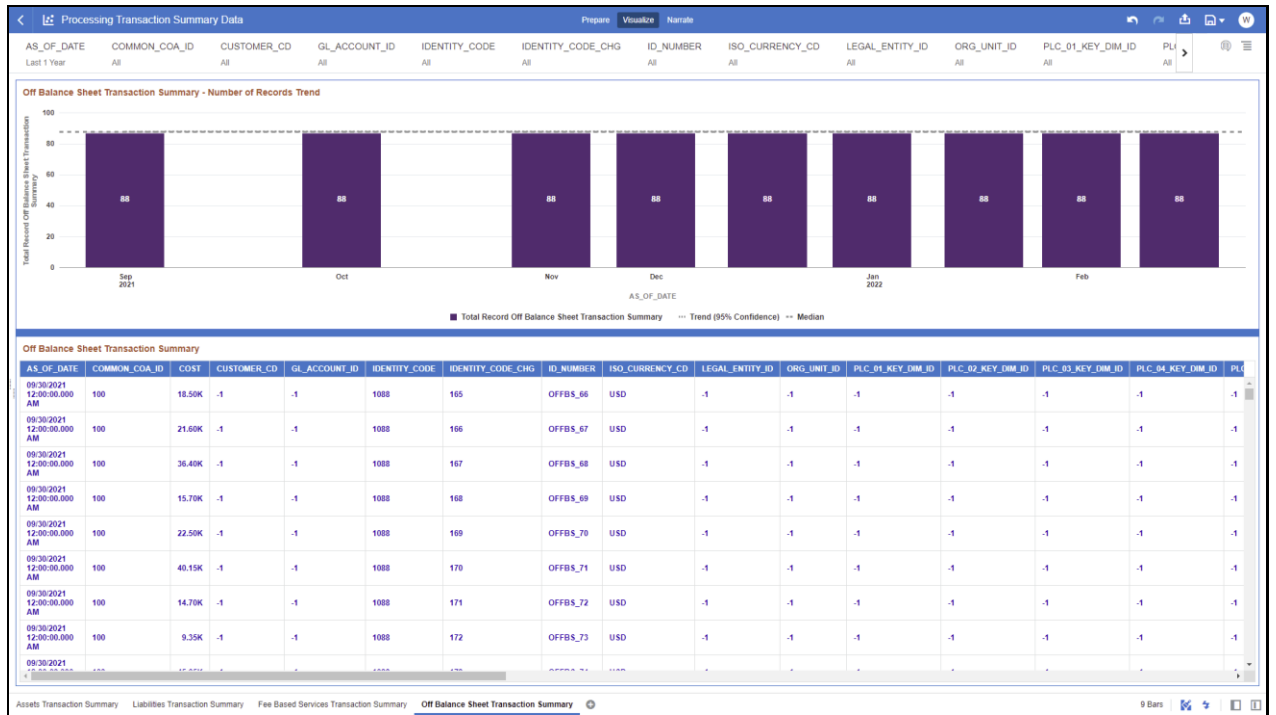 Processing Transaction Summary Data
Prepare Visualize Narrate
W
AS_OF_DATE COMMON_COA_ID CUSTOMER_CD GL_ACCOUNT_ID IDENTITY_CODE IDENTITY_CODE_CHG ID_NUMBER ISO_CURRENCY_CD LEGAL_ENTITY_ID ORG_UNIT_ID PLC_01_KEY_DIM_ID
Last 1 Year All All All All All All All All All All All
Off Balance Sheet Transaction Summary - Number of Records Trend
Total Record Off Balance Sheet Transaction
Summary
100
80
60
40
20
0
88 88 88 88 88 88 88 88 88
Sep Oct Nov Dec Jan Feb
2021 2022
AS_OF_DATE
Total Record Off Balance Sheet Transaction Summary Trend (95% Confidence) Median
Off Balance Sheet Transaction Summary
AS_OF_DATE COMMON_COA_ID COST CUSTOMER_CD GL_ACCOUNT_ID IDENTITY_CODE IDENTITY_CODE_CHG ID_NUMBER ISO_CURRENCY_CD LEGAL_ENTITY_ID ORG_UNIT_ID PLC_01_KEY_DIM_ID PLC_02_KEY_DIM_ID PLC_03_KEY_DIM_ID PLC_04_KEY_DIM_ID
09/30/2021
12:00:00.000 100 18.50K -1 -1 1088 165 OFFBS_66 USD -1 -1 -1 -1 -1 -1 -1
AM
09/30/2021
12:00:00.000 100 21.60K -1 -1 1088 166 OFFBS_67 USD -1 -1 -1 -1 -1 -1 -1
AM
09/30/2021
12:00:00.000 100 36.40K -1 -1 1088 167 OFFBS_68 USD -1 -1 -1 -1 -1 -1 -1
AM
09/30/2021
12:00:00.000 100 15.70K -1 -1 1088 168 OFFBS_69 USD -1 -1 -1 -1 -1 -1 -1
AM
09/30/2021
12:00:00.000 100 22.50K -1 -1 1088 169 OFFBS_70 USD -1 -1 -1 -1 -1 -1 -1
AM
09/30/2021
12:00:00.000 100 40.15K -1 -1 1088 170 OFFBS_71 USD -1 -1 -1 -1 -1 -1 -1
AM
09/30/2021
12:00:00.000 100 14.70K -1 -1 1088 171 OFFBS_72 USD -1 -1 -1 -1 -1 -1 -1
AM
09/30/2021
12:00:00.000 100 9.35K -1 -1 1088 172 OFFBS_73 USD -1 -1 -1 -1 -1 -1 -1
AM
09/30/2021
Assets Transaction Summary Liabilities Transaction Summary Fee Based Services Transaction Summary Off Balance Sheet Transaction Summary 9 Bars